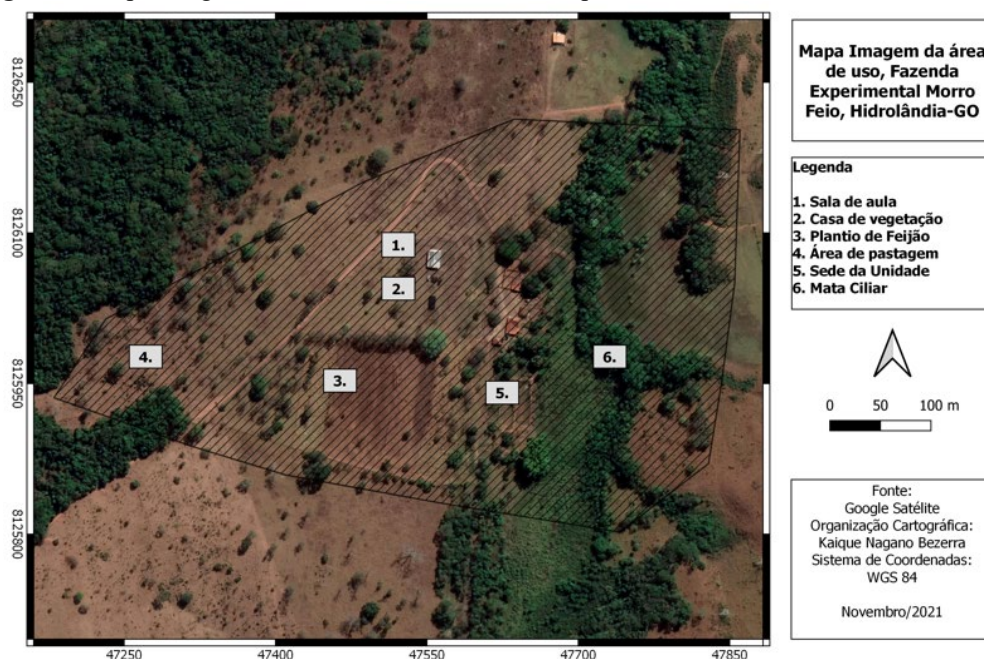 Mapa Imagem da área
de uso, Fazenda
Experimental Morro
Feio, Hidrolândia-GO
Legenda
1. Sala de aula
2. Casa de vegetação
3. Plantio de Feijão
4. Área de pastagem
5. Sede da Unidade
6. Mata Ciliar
0 50 100 m
Fonte:
Google Satélite
Organização Cartográfica:
Kaique Nagano Bezerra
Sistema de Coordenadas:
WGS 84
Novembro/2021
8126250
8126100
8125950
8125800
1.
2.
3.
4.
5.
6.
47250 47400 47550 47700 47850